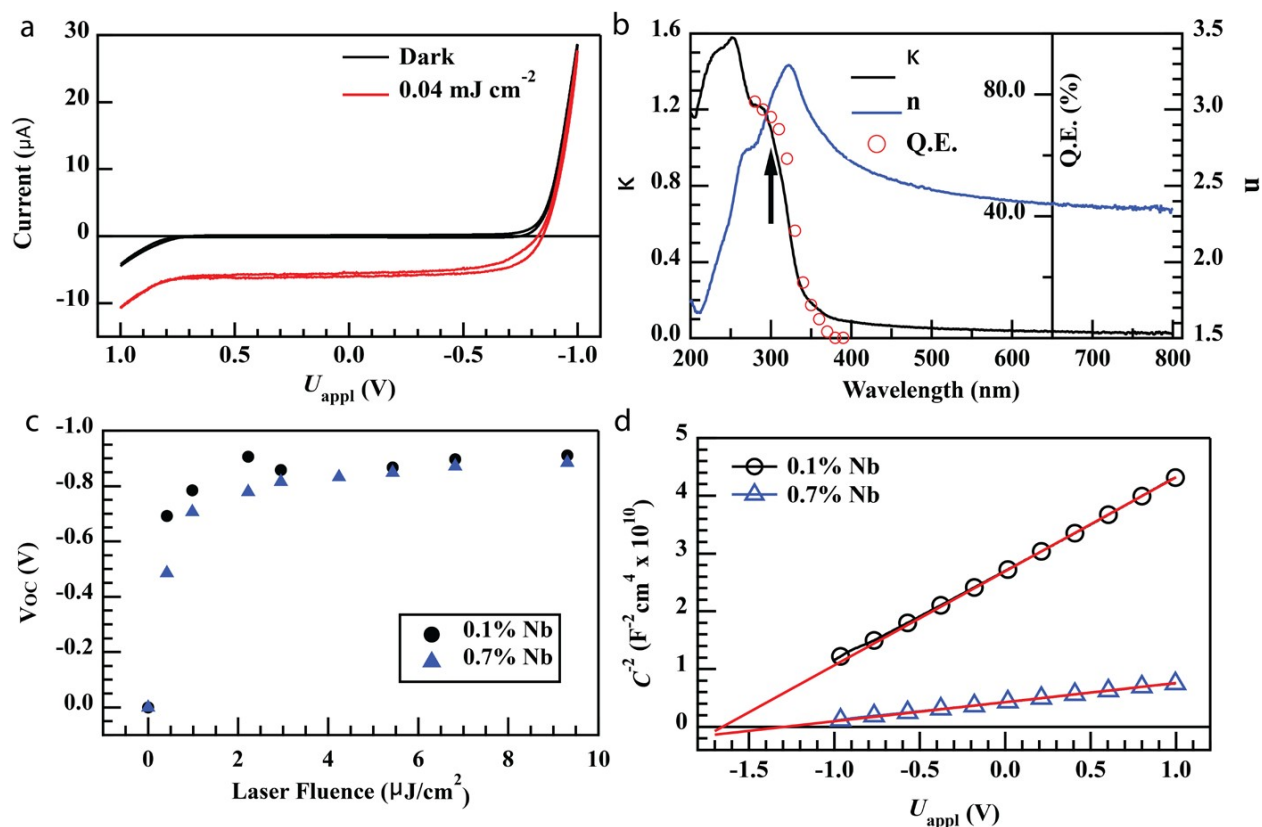 a
30
20
10
0
-10
Current (μA)
Dark
0.04 mJ cm-2
1.0
0.5
0.0
-0.5
-1.0
Uappl (V)
b
1.6
1.2
0.8
0.4
0.0
κ
κ
n
Q.E.
80.0
40.0
Q.E. (%)
3.5
3.0
2.5
2.0
1.5
n
200
300
400
500
600
700
800
Wavelength (nm)
c
-1.0
-0.8
-0.6
-0.4
-0.2
0.0
VOC (V)
0.1% Nb
0.7% Nb
0
2
4
6
8
10
Laser Fluence (μJ/cm2)
d
5
4
3
2
1
0
C-2 (F-2cm4 x 1010)
0.1% Nb
0.7% Nb
-1.5
-1.0
-0.5
0.0
0.5
1.0
Uappl (V)